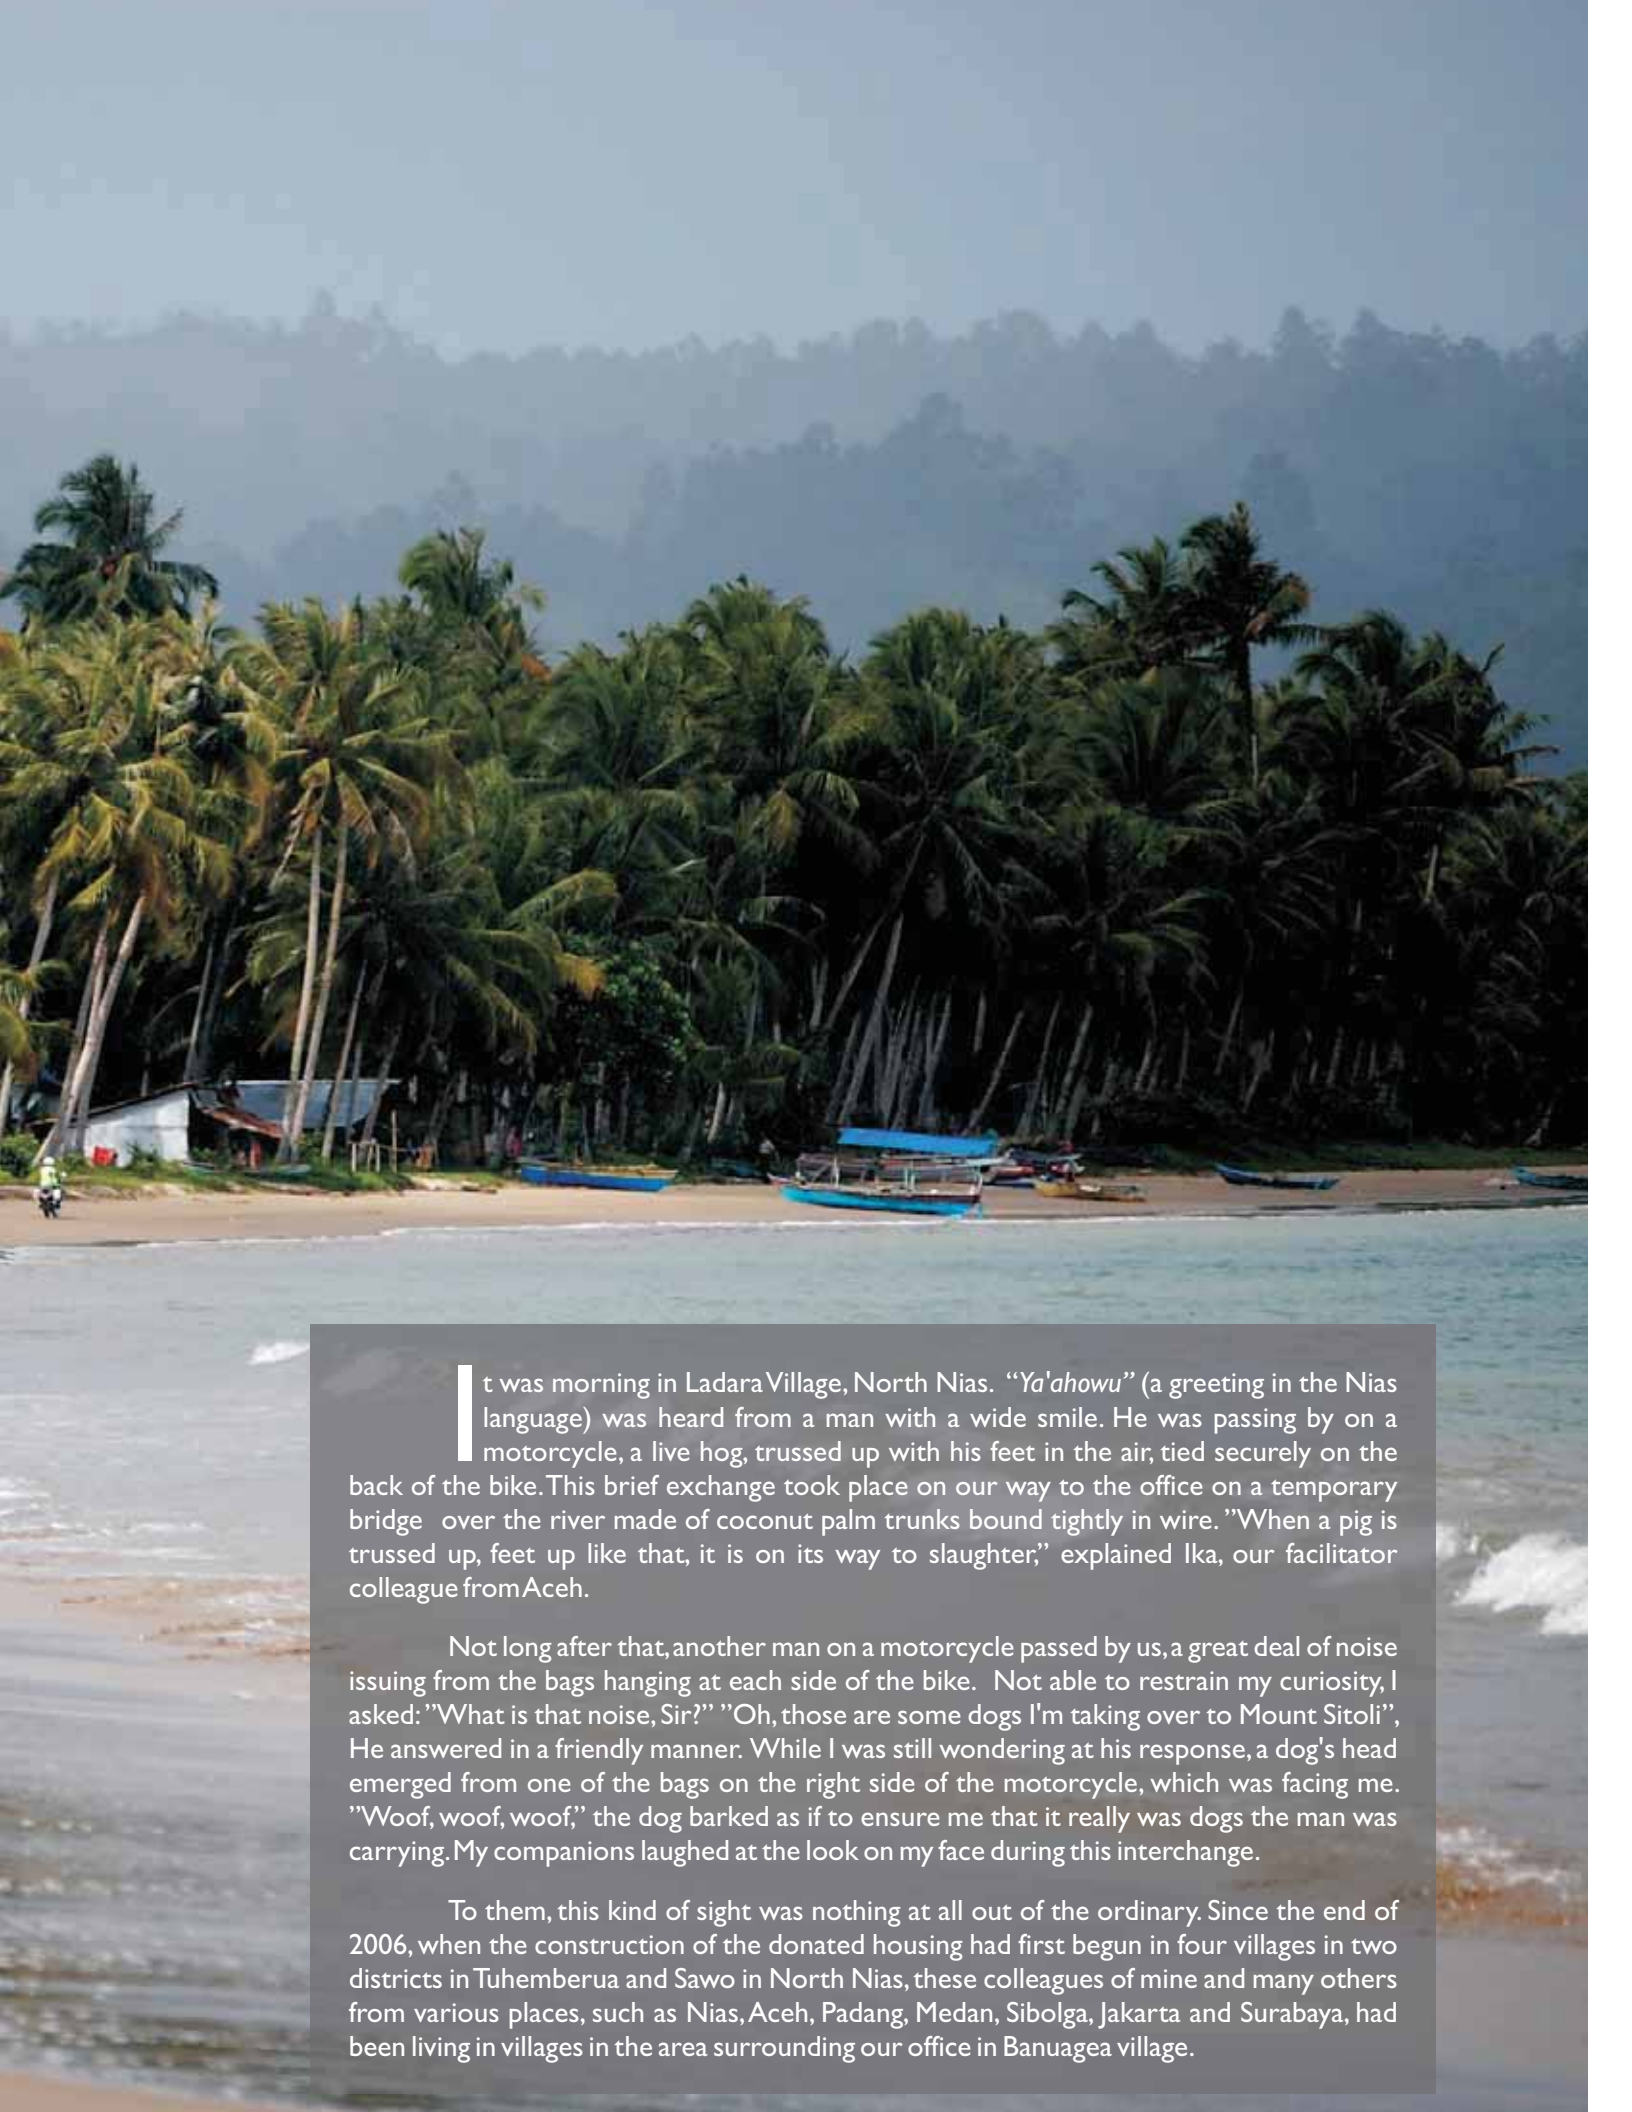 It was morning in Ladara Village, North Nias. “Ya'ahowu” (a greeting in the Nias
language) was heard from a man with a wide smile. He was passing by on a
motorcycle, a live hog, trussed up with his feet in the air, tied securely on the
back of the bike. This brief exchange took place on our way to the office on a temporary
bridge over the river made of coconut palm trunks bound tightly in wire. ”When a pig is
trussed up, feet up like that, it is on its way to slaughter,” explained Ika, our facilitator
colleague from Aceh.
Not long after that, another man on a motorcycle passed by us, a great deal of noise
issuing from the bags hanging at each side of the bike. Not able to restrain my curiosity, I
asked: ”What is that noise, Sir?” ”Oh, those are some dogs I'm taking over to Mount Sitoli”,
He answered in a friendly manner. While I was still wondering at his response, a dog's head
emerged from one of the bags on the right side of the motorcycle, which was facing me.
”Woof, woof, woof,” the dog barked as if to ensure me that it really was dogs the man was
carrying. My companions laughed at the look on my face during this interchange.
To them, this kind of sight was nothing at all out of the ordinary. Since the end of
2006, when the construction of the donated housing had first begun in four villages in two
districts in Tuhemberua and Sawo in North Nias, these colleagues of mine and many others
from various places, such as Nias, Aceh, Padang, Medan, Sibolga, Jakarta and Surabaya, had
been living in villages in the area surrounding our office in Banuagea village.